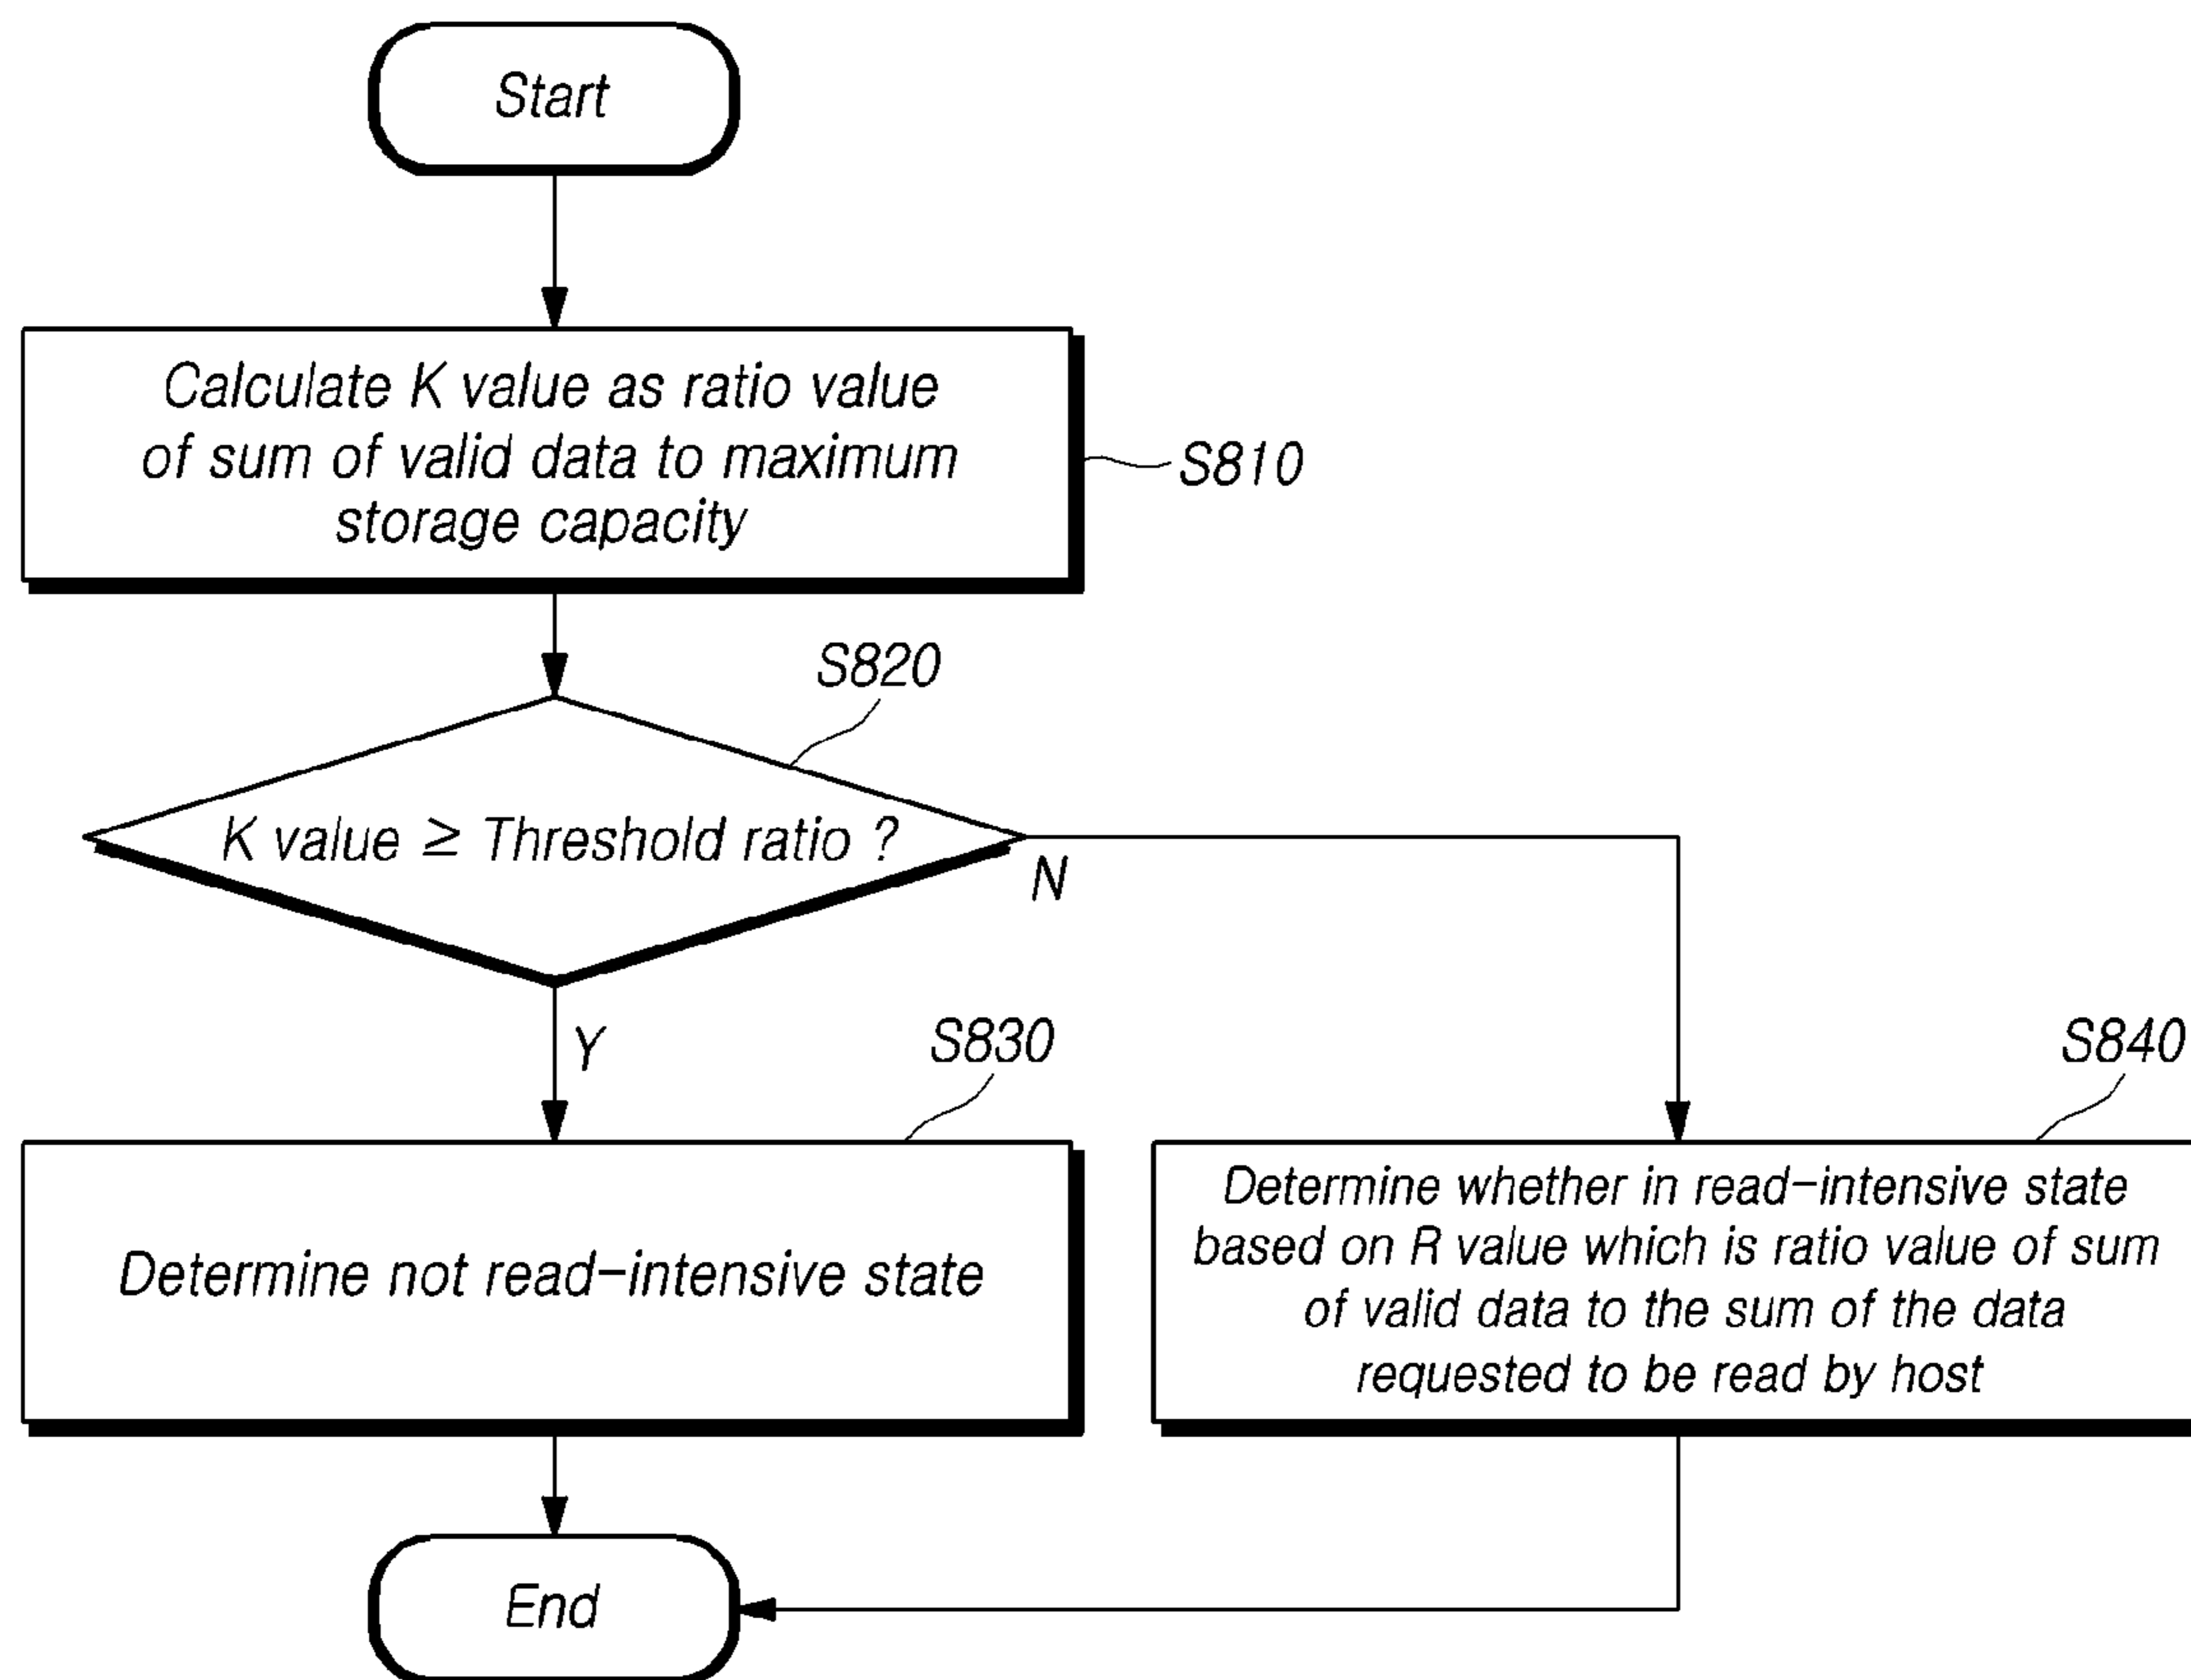 Start
Calculate K value as ratio value
of sum of valid data to maximum
storage capacity
S810
S820
K value ≥ Threshold ratio ?
N
Y
S830
S840
Determine not read-intensive state
Determine whether in read-intensive state
based on R value which is ratio value of sum
of valid data to the sum of the data
requested to be read by host
End